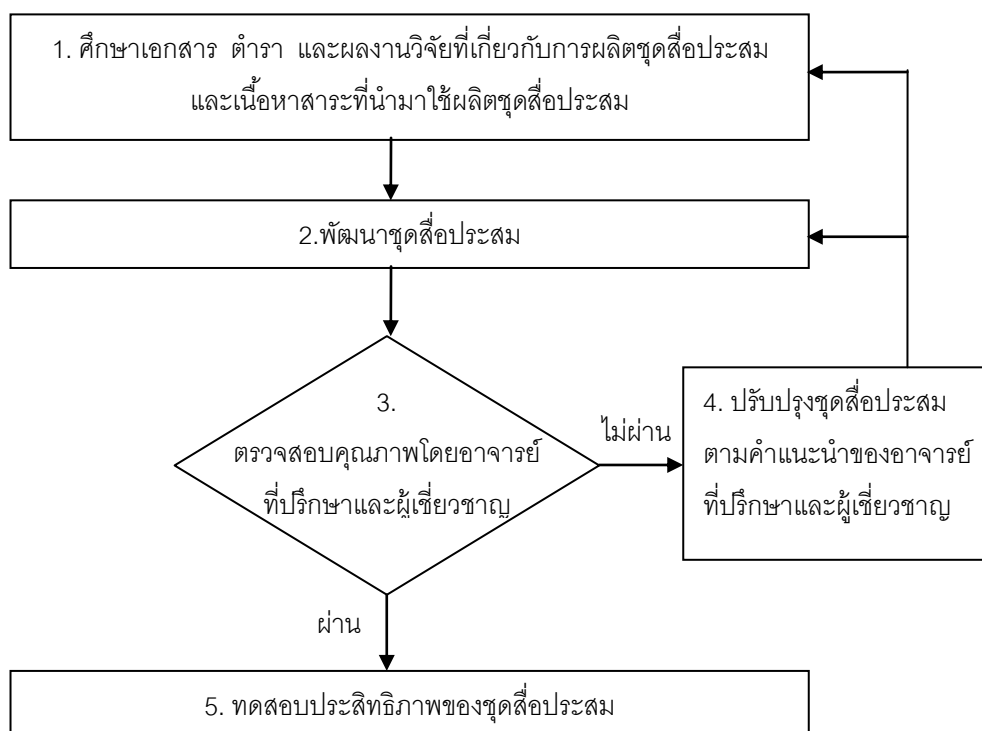 1. ศึกษาเอกสาร ตำรา และผลงานวิจัยที่เกี่ยวกับการผลิตชุดสื่อประสม
และเนื้อหาสาระที่นำมาใช้ผลิตชุดสื่อประสม
2.พัฒนาชุดสื่อประสม
3.
ตรวจสอบคุณภาพโดยอาจารย์
ที่ปรึกษาและผู้เชี่ยวชาญ
ไม่ผ่าน
4. ปรับปรุงชุดสื่อประสม
ตามคำแนะนำของอาจารย์
ที่ปรึกษาและผู้เชี่ยวชาญ
ผ่าน
5. ทดสอบประสิทธิภาพของชุดสื่อประสม